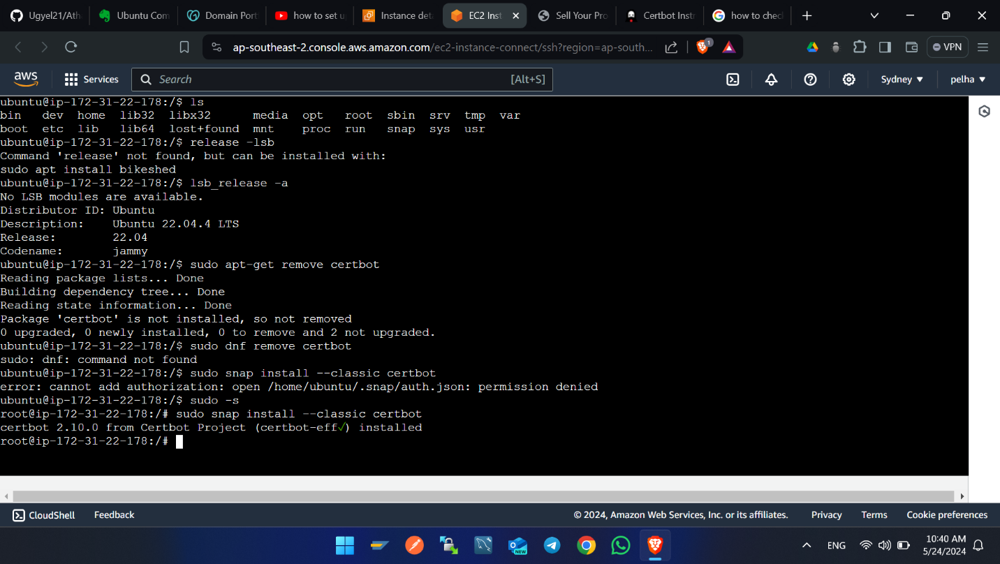 Ugyel21/Ath
Ubuntu Com
Domain Port
how to set u
Instance deta
EC2 Inst
Sell Your Pro
Certbot Instr
how to chec
ap-southeast-2.console.aws.amazon.com/ec2-instance-connect/ssh?region=ap-south...
1
VPN
aws
Services
Search
[Alt+S]
Sydney
pelha
ubuntu@ip-172-31-22-178:/$ ls
bin dev home lib32 libx32 media opt root sbin srv tmp var
boot etc lib lib64 lost+found mnt proc run snap sys usr
ubuntu@ip-172-31-22-178:/$ release -lsb
Command 'release' not found, but can be installed with:
sudo apt install bikeshed
ubuntu@ip-172-31-22-178:/$ lsb_release -a
No LSB modules are available.
Distributor ID: Ubuntu
Description: Ubuntu 22.04.4 LTS
Release: 22.04
Codename: jammy
ubuntu@ip-172-31-22-178:/$ sudo apt-get remove certbot
Reading package lists... Done
Building dependency tree... Done
Reading state information... Done
Package 'certbot' is not installed, so not removed
0 upgraded, 0 newly installed, 0 to remove and 2 not upgraded.
ubuntu@ip-172-31-22-178:/$ sudo dnf remove certbot
sudo: dnf: command not found
ubuntu@ip-172-31-22-178:/$ sudo snap install --classic certbot
error: cannot add authorization: open /home/ubuntu/.snap/auth.json: permission denied
ubuntu@ip-172-31-22-178:/$ sudo -s
root@ip-172-31-22-178:/# sudo snap install --classic certbot
certbot 2.10.0 from Certbot Project (certbot-eff✓) installed
root@ip-172-31-22-178:/#
CloudShell
Feedback
© 2024, Amazon Web Services, Inc. or its affiliates.
Privacy
Terms
Cookie preferences
NEW
ENG
10:40 AM
5/24/2024